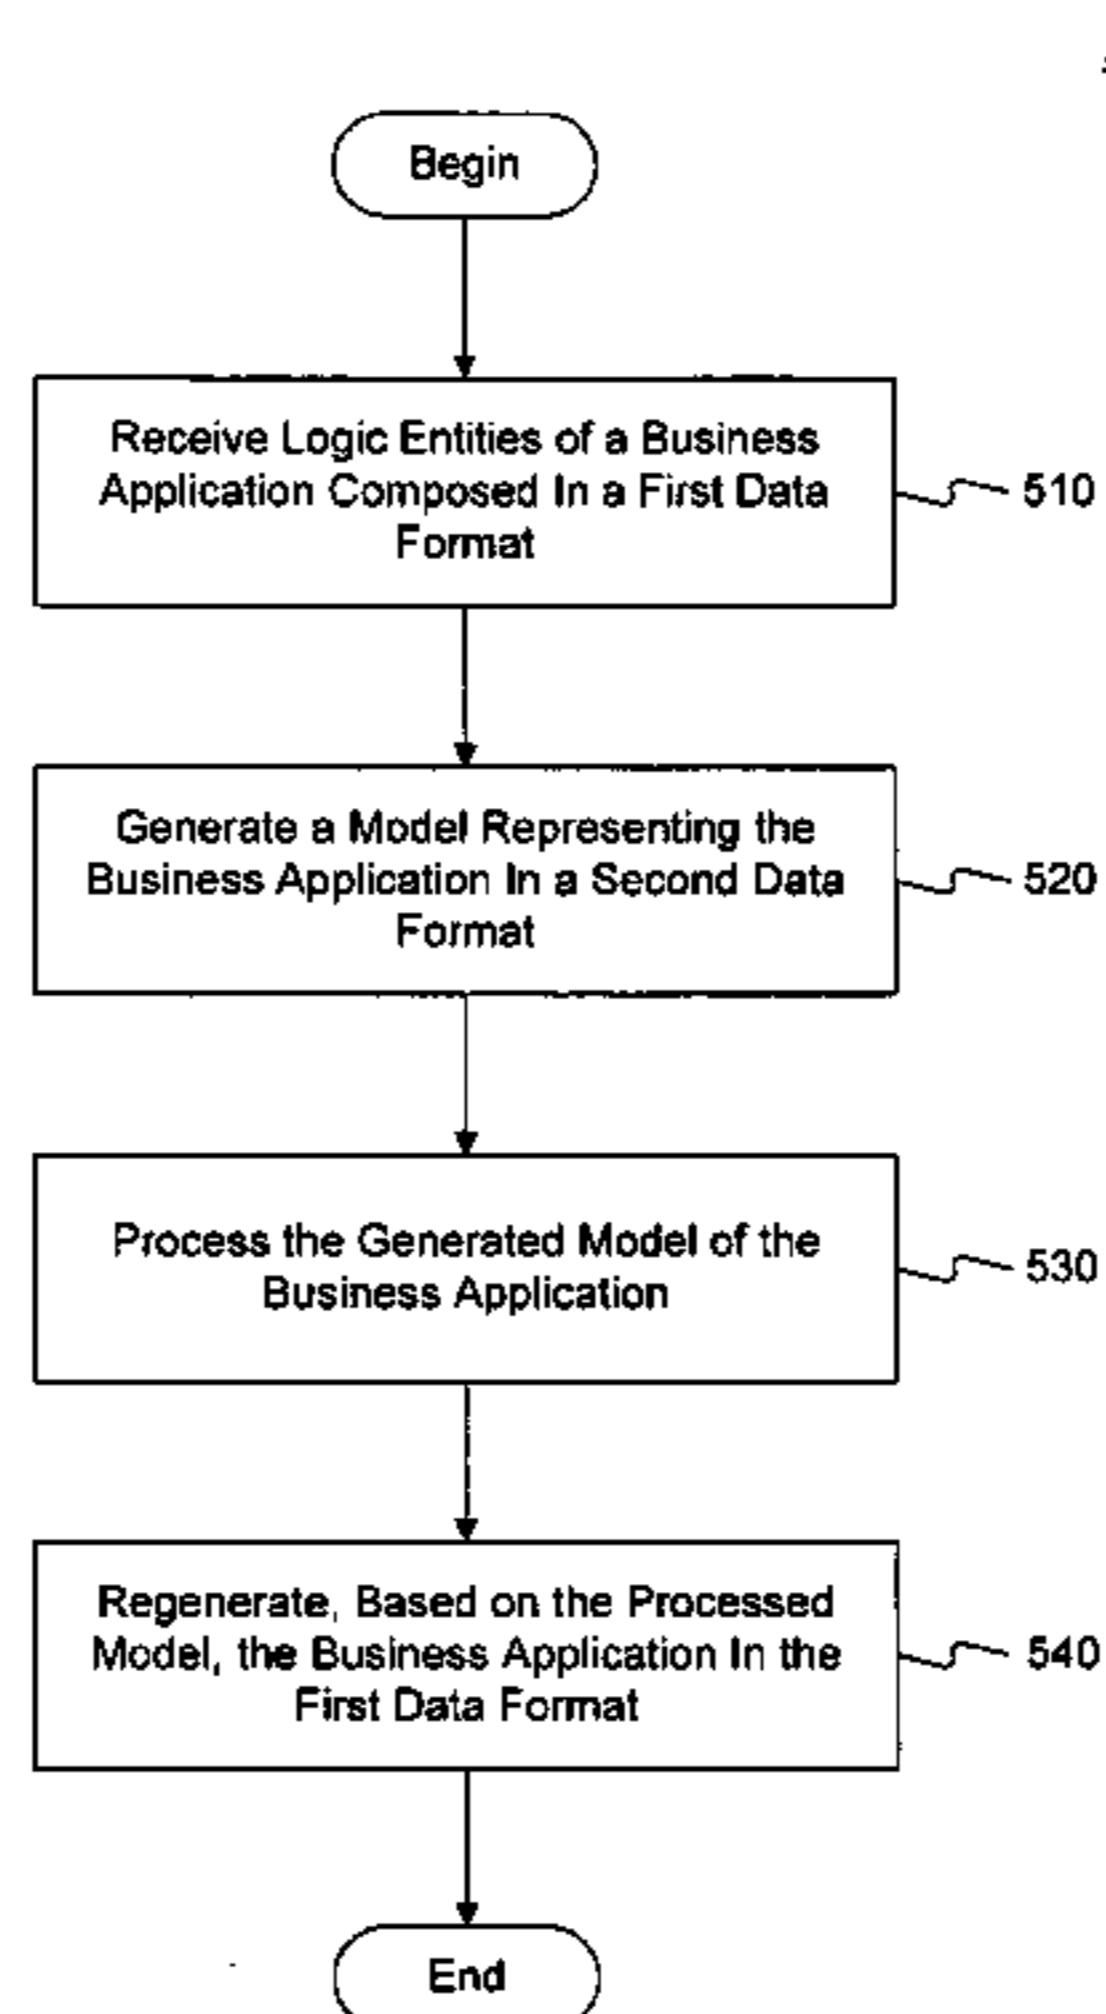 Begin
Receive Logic Entities of a Business
Application Composed In a First Data
Format
510
Generate a Model Representing the
Business Application In a Second Data
Format
520
Process the Generated Model of the
Business Application
530
Regenerate, Based on the Processed
Model, the Business Application In the
First Data Format
540
End